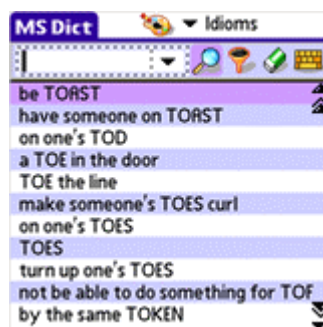 MS Dict
Idioms
be TOAST
have someone on TOAST
on one's TOD
a TOE in the door
TOE the line
make someone's TOES curl
on one's TOES
TOES
turn up one's TOES
not be able to do something for TOF
by the same TOKEN